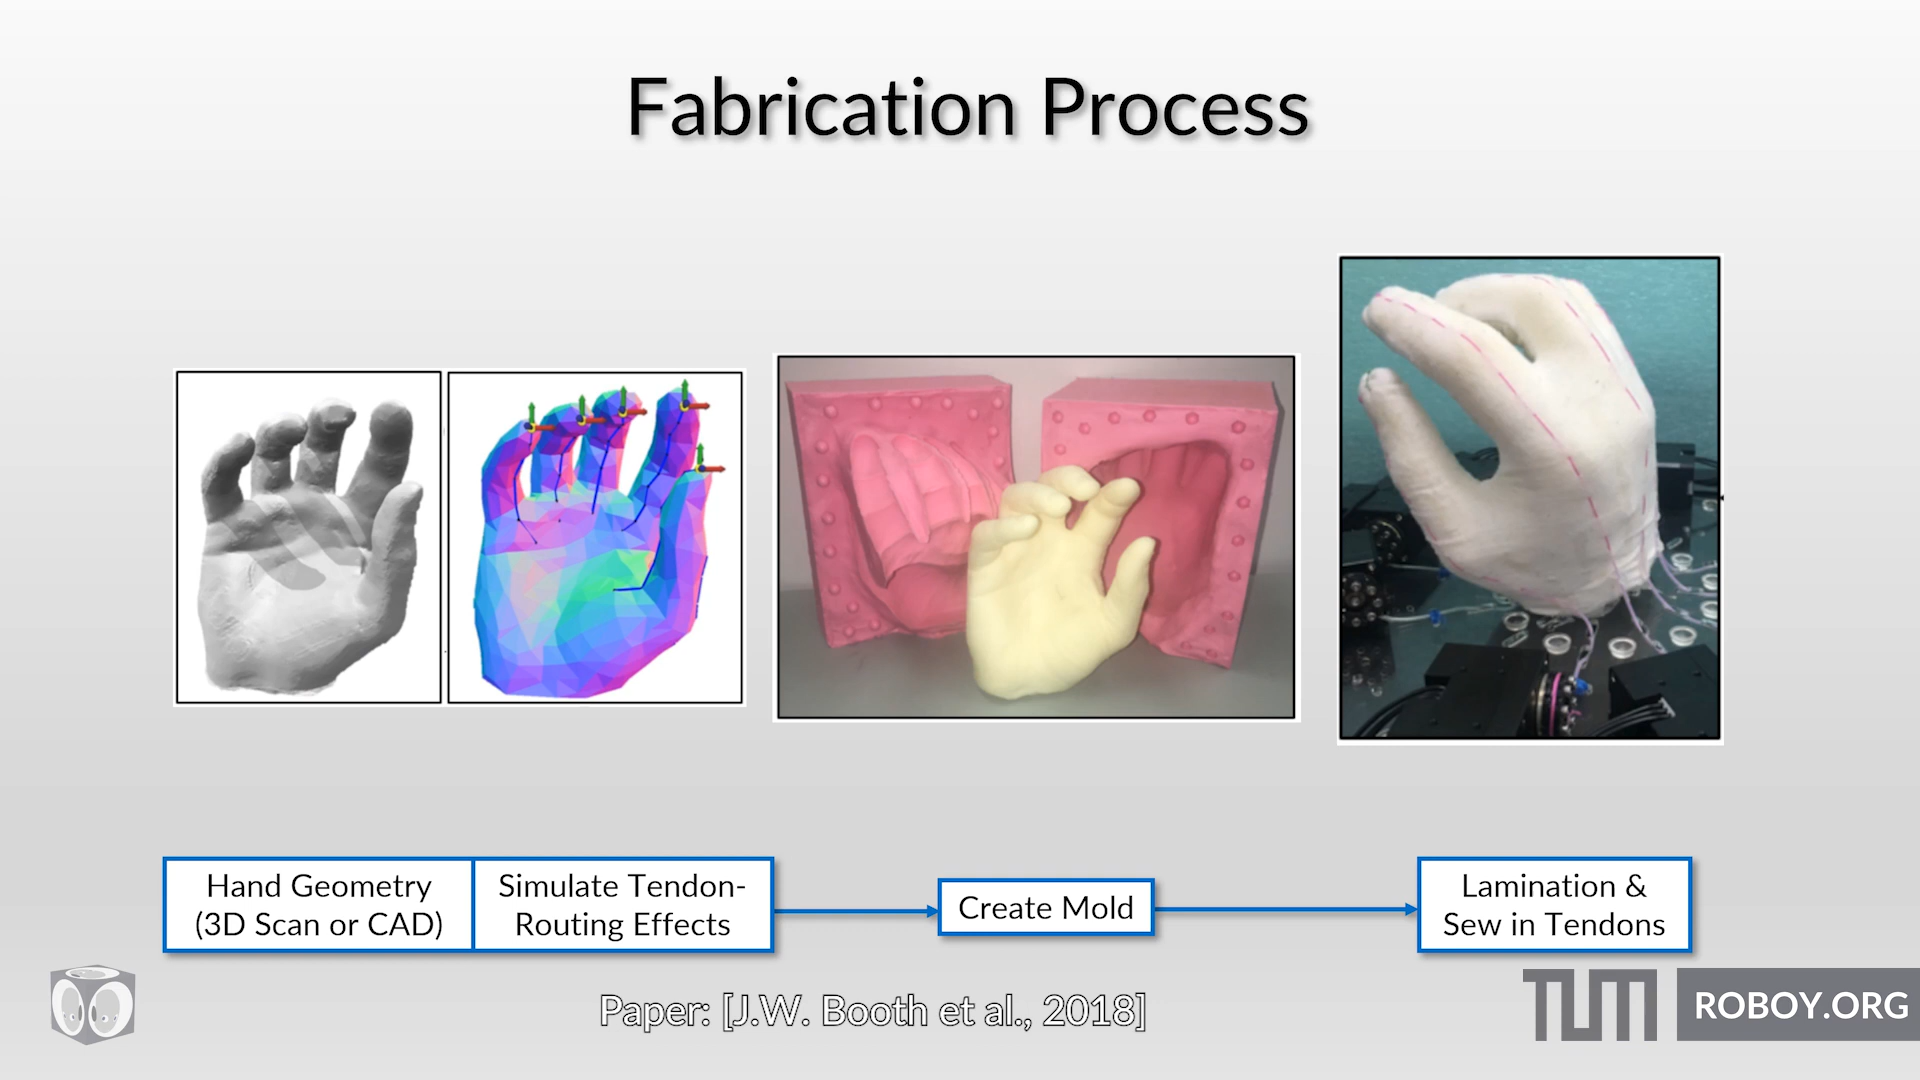 Fabrication Process
Hand Geometry
(3D Scan or CAD)
Simulate Tendon-
Routing Effects
Create Mold
Lamination &
Sew in Tendons
Paper: [J.W. Booth et al., 2018]
TUM
ROBOY.ORG